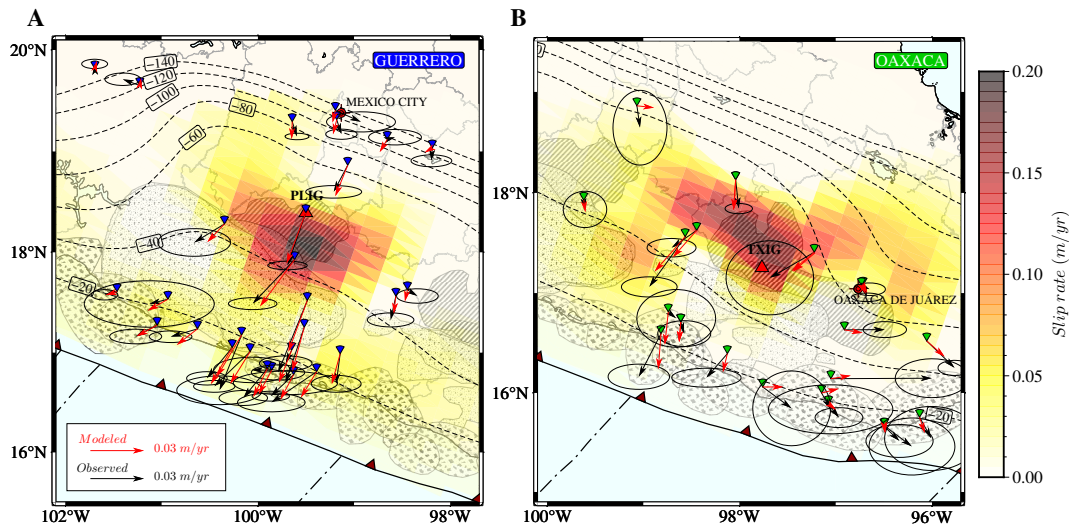 A
B
GUERRERO
OAXACA
20°N
18°N
16°N
102°W
100°W
98°W
−140
−120
−100
−80
−60
−40
−20
MEXICO CITY
PLIG
Modeled
0.03 m/yr
Observed
0.03 m/yr
18°N
16°N
100°W
98°W
96°W
TXIG
OAXACA DE JUÁREZ
−20
0.20
0.15
0.10
0.05
0.00
Slip rate (m/yr)